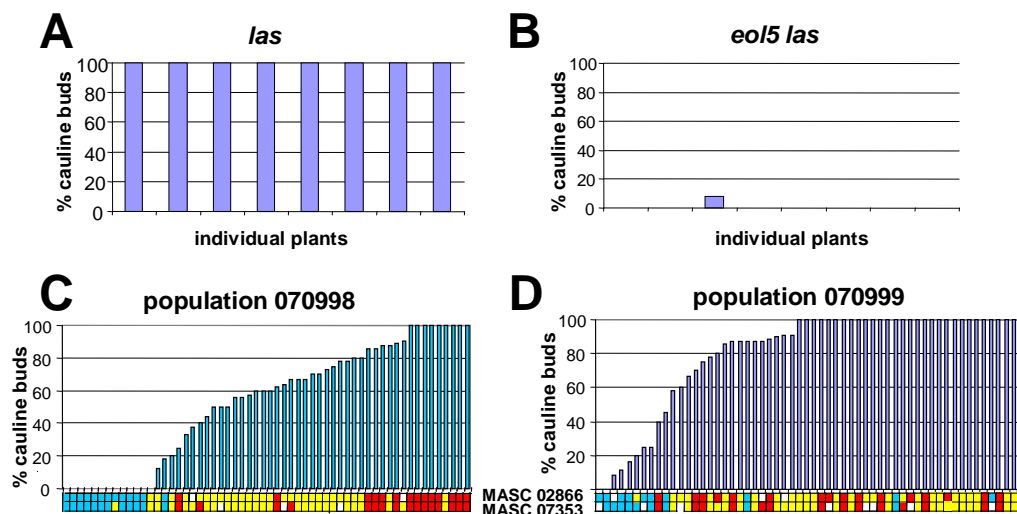 A
las
100
80
60
40
20
0
% cauline buds
individual plants
B
eol5 las
100
80
60
40
20
0
% cauline buds
individual plants
C
population 070998
100
80
60
40
20
0
% cauline buds
D
population 070999
100
80
60
40
20
0
% cauline buds
MASC 02866
MASC 07353